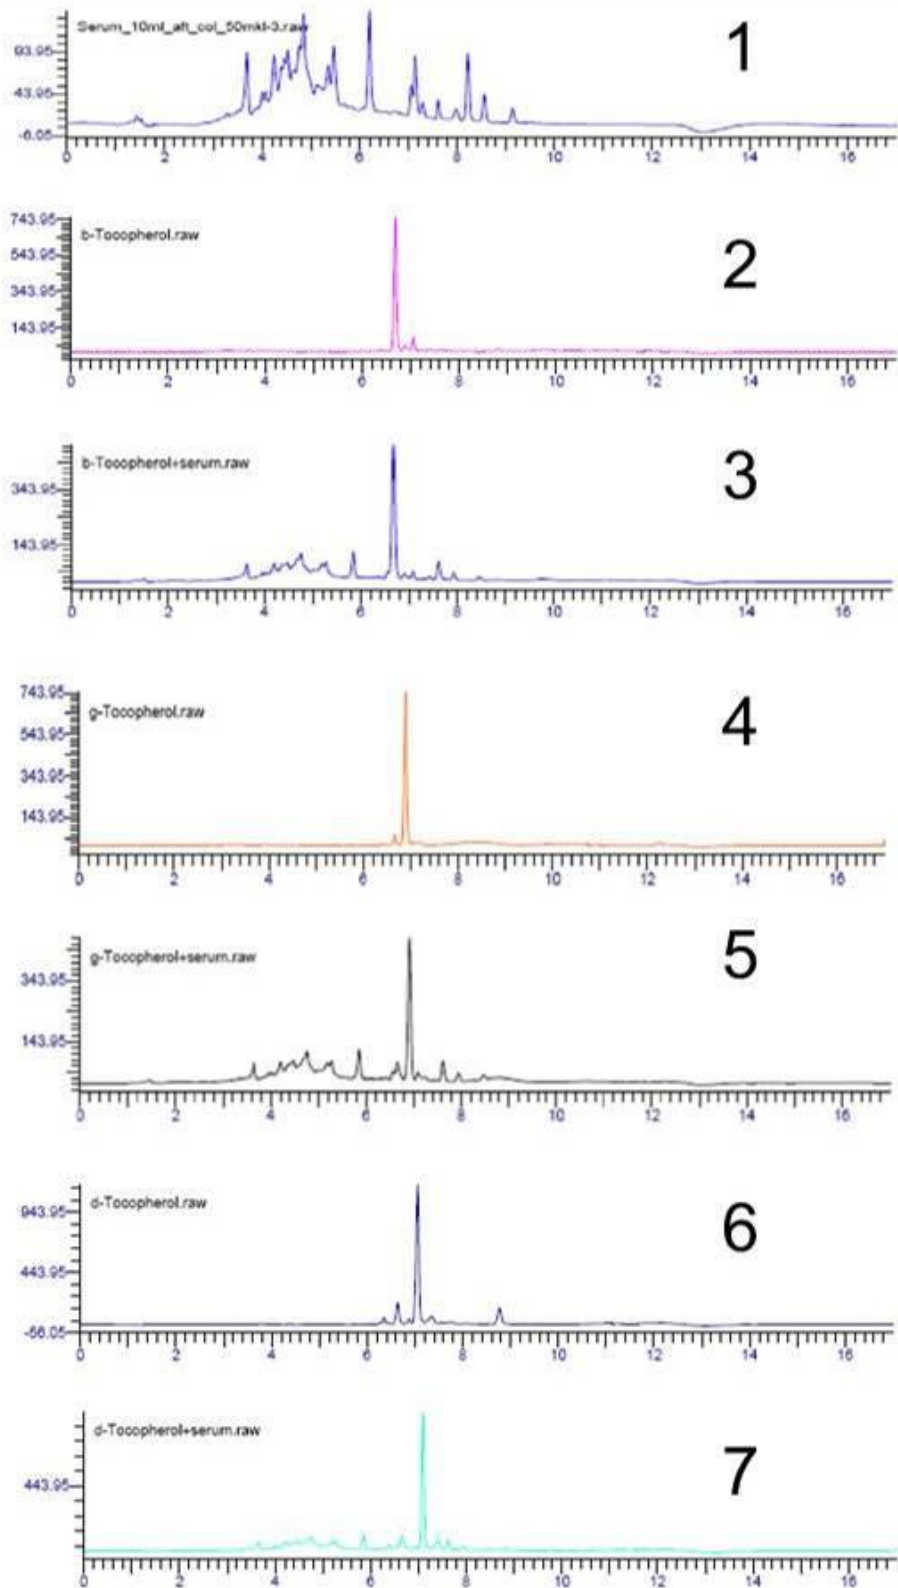 Serum_10ml_aft_col_50mkl-3.raw
1
93.95
43.95
-6.05
0 2 4 6 8 10 12 14 16
743.95
b-Tocopherol.raw
2
543.95
343.95
143.95
0 2 4 6 8 10 12 14 16
b-Tocopherol+serum.raw
3
343.95
143.95
0 2 4 6 8 10 12 14 16
743.95
g-Tocopherol.raw
4
543.95
343.95
143.95
0 2 4 6 8 10 12 14 16
g-Tocopherol+serum.raw
5
343.95
143.95
0 2 4 6 8 10 12 14 16
d-Tocopherol.raw
943.95
6
443.95
-56.05
0 2 4 6 8 10 12 14 16
d-Tocopherol+serum.raw
7
443.95
0 2 4 6 8 10 12 14 16